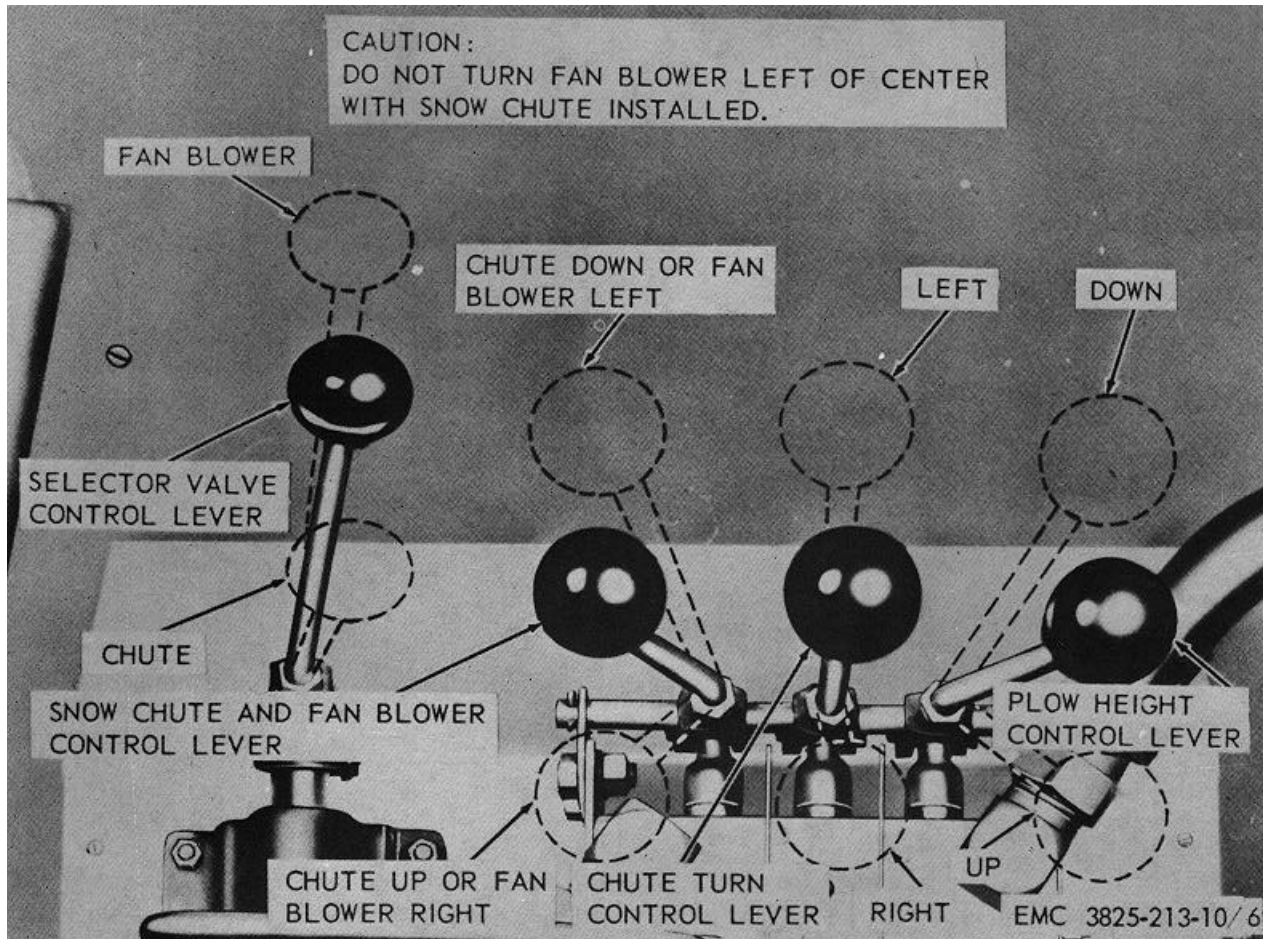 CAUTION:
DO NOT TURN FAN BLOWER LEFT OF CENTER
WITH SNOW CHUTE INSTALLED.
FAN BLOWER
CHUTE DOWN OR FAN
BLOWER LEFT
LEFT
DOWN
SELECTOR VALVE
CONTROL LEVER
CHUTE
SNOW CHUTE AND FAN BLOWER
CONTROL LEVER
PLOW HEIGHT
CONTROL LEVER
CHUTE UP OR FAN
BLOWER RIGHT
CHUTE TURN
CONTROL LEVER
RIGHT
UP
EMC 3825-213-10/6